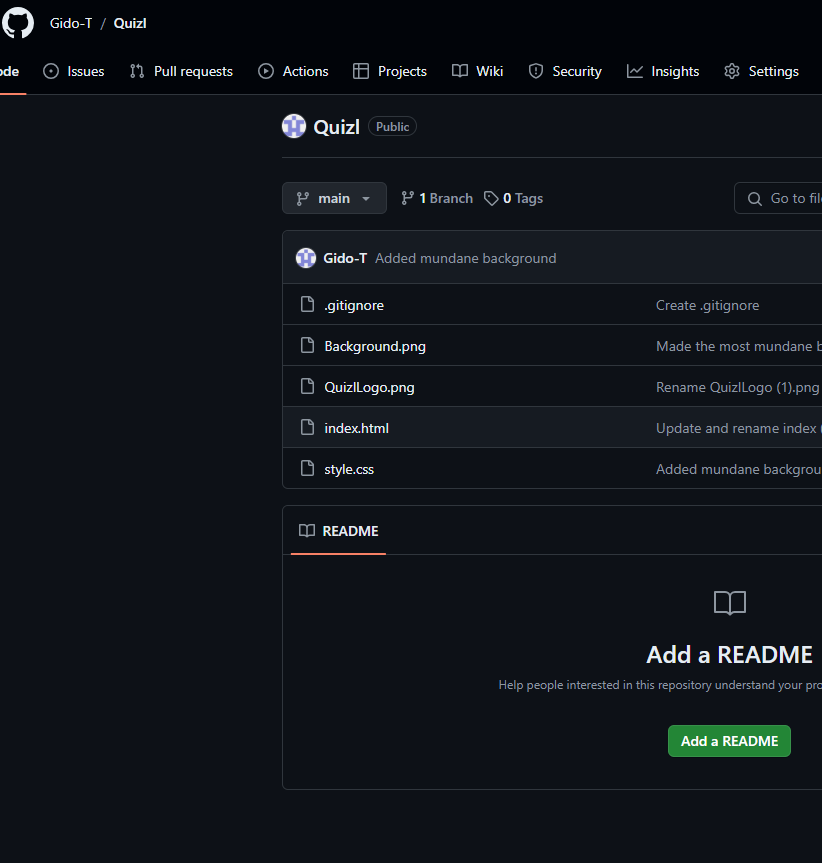 Gido-T / Quizl
ode Issues Pull requests Actions Projects Wiki Security Insights Settings
Quizl Public
main 1 Branch 0 Tags Go to fil
Gido-T Added mundane background
.gitignore Create .gitignore
Background.png Made the most mundane b
QuizlLogo.png Rename QuizlLogo (1).png
index.html Update and rename index (
style.css Added mundane backgrou
README
Add a README
Help people interested in this repository understand your pro
Add a README